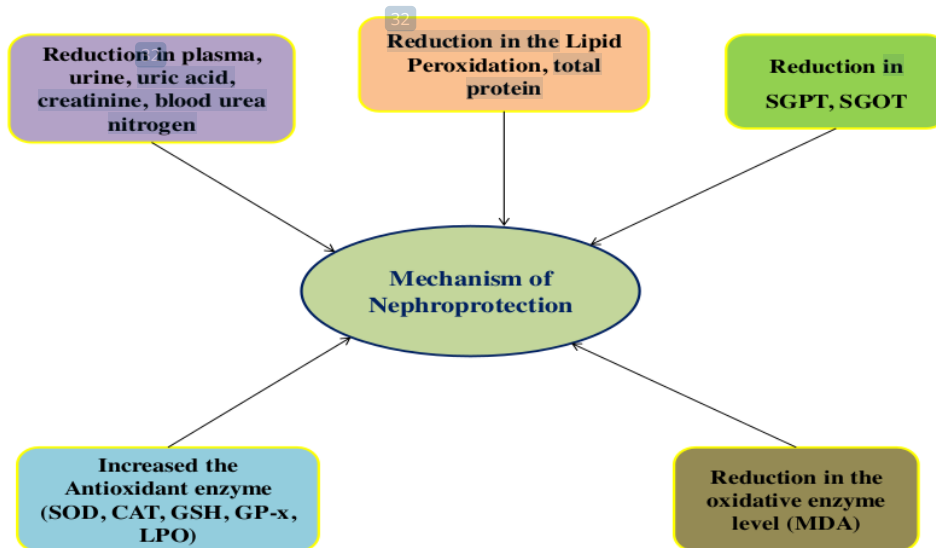 32
Reduction in plasma,
urine, uric acid,
creatinine, blood urea
nitrogen
Reduction in the Lipid
Peroxidation, total
protein
Reduction in
SGPT, SGOT
Mechanism of
Nephroprotection
Increased the
Antioxidant enzyme
(SOD, CAT, GSH, GP-x,
LPO)
Reduction in the
oxidative enzyme
level (MDA)